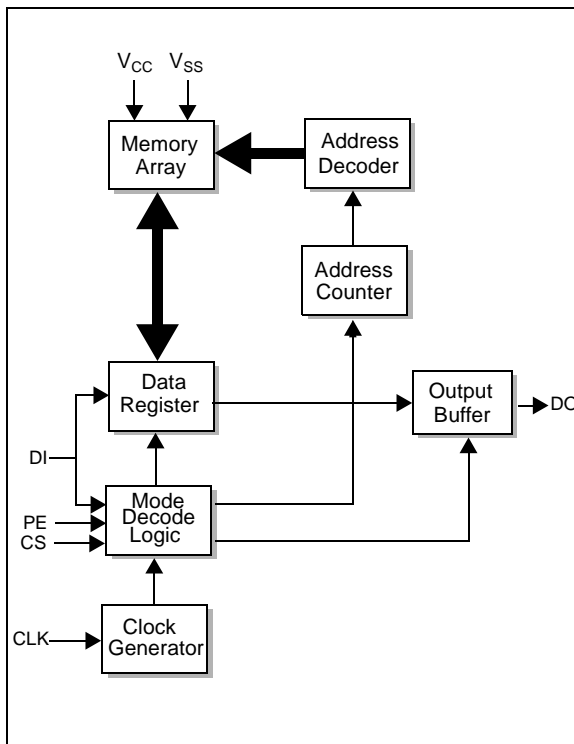 VCC VSS
Memory
Array
Address
Decoder
Address
Counter
Data
Register
Output
Buffer
DO
DI
Mode
Decode
Logic
PE
CS
CLK
Clock
Generator